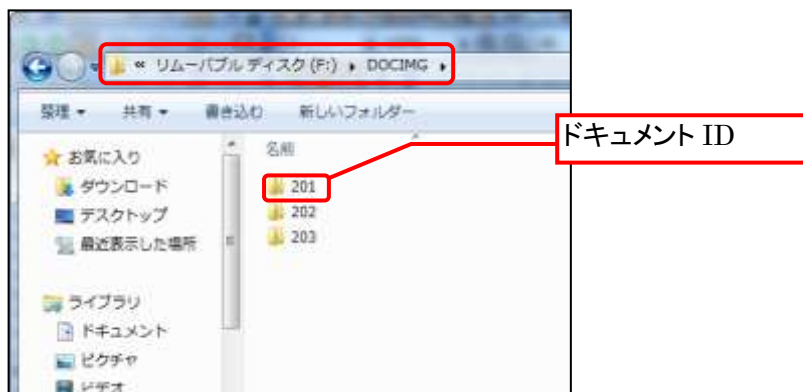 « リムーバブル ディスク (F:) ▸ DOCIMG ▸
整理 ▼ 共有 ▼ 書き込む 新しいフォルダー
ドキュメント ID
お気に入り
ダウンロード
デスクトップ
最近表示した場所
ライブラリ
ドキュメント
ピクチャ
ビデオ
名前
201
202
203